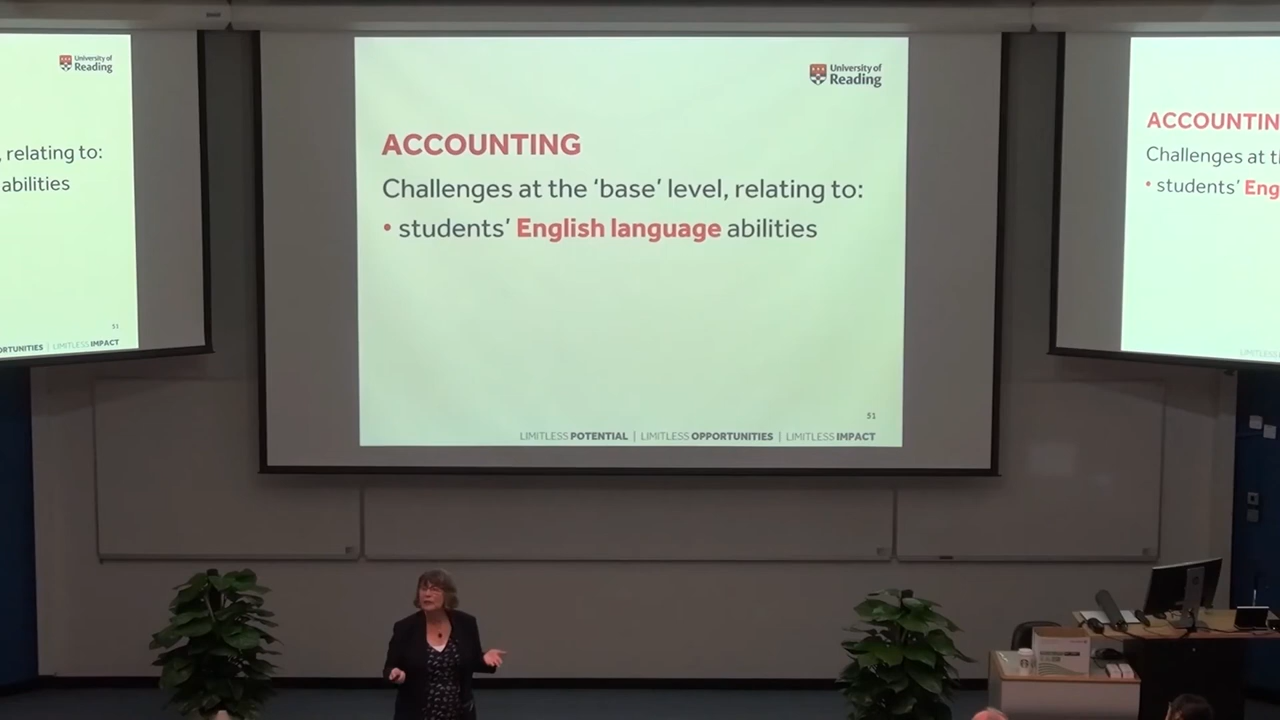 University of
Reading
, relating to:
abilities
51
ORTUNITIES | LIMITLESS IMPACT
University of
Reading
ACCOUNTING
Challenges at the ‘base’ level, relating to:
• students’ English language abilities
51
LIMITLESS POTENTIAL | LIMITLESS OPPORTUNITIES | LIMITLESS IMPACT
ACCOUNTIN
Challenges at t
• students’ Eng